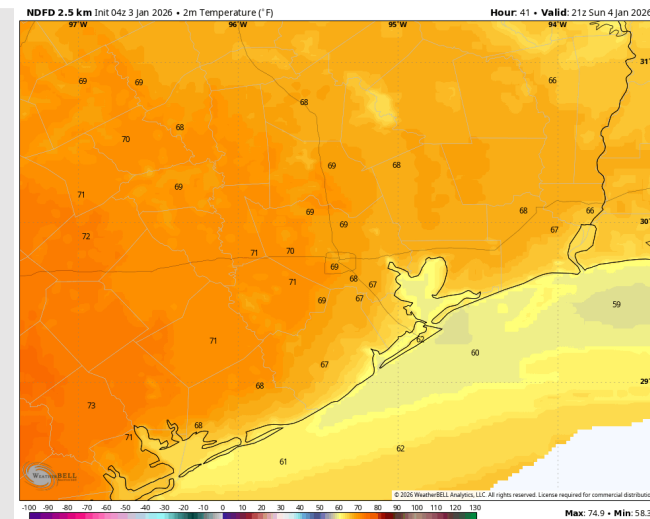 NDFD 2.5 km Init 04z 3 Jan 2026 • 2m Temperature (°F)
Hour: 41 • Valid: 21z Sun 4 Jan 2026
97°W 96°W 95°W 94°W
31°
69 69 66
68
70 68
69 68
71 69
69 68 66
72 69 67
30°
71 70
69
71 68 67
69 67 59
62
71 60
67
29°
68
73
68
71
62
61
WeatherBELL
© 2026 WeatherBELL Analytics, LLC. All rights reserved. License required for commercial distributio
-100 -90 -80 -70 -60 -50 -40 -30 -20 -10 0 10 20 30 40 50 60 70 80 90 100 110 120 130
Max: 74.9 • Min: 58.3